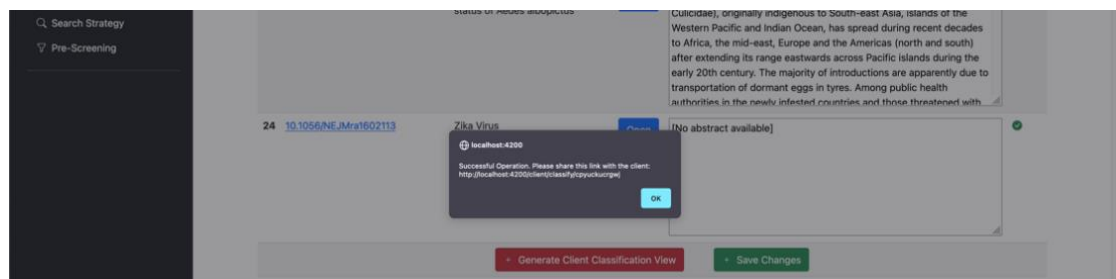 Search Strategy
Pre-Screening
status of Aedes albopictus
Culicidae), originally indigenous to South-east Asia, islands of the
Western Pacific and Indian Ocean, has spread during recent decades
to Africa, the mid-east, Europe and the Americas (north and south)
after extending its range eastwards across Pacific islands during the
early 20th century. The majority of introductions are apparently due to
transportation of dormant eggs in tyres. Among public health
authorities in the newly infested countries and those threatened with
24 10.1056/NEJMra1602113 Zika Virus Open [No abstract available]
localhost:4200
Successful Operation. Please share this link with the client:
http://localhost:4200/client/classify/cpyuckucrgwj
OK
+ Generate Client Classification View + Save Changes